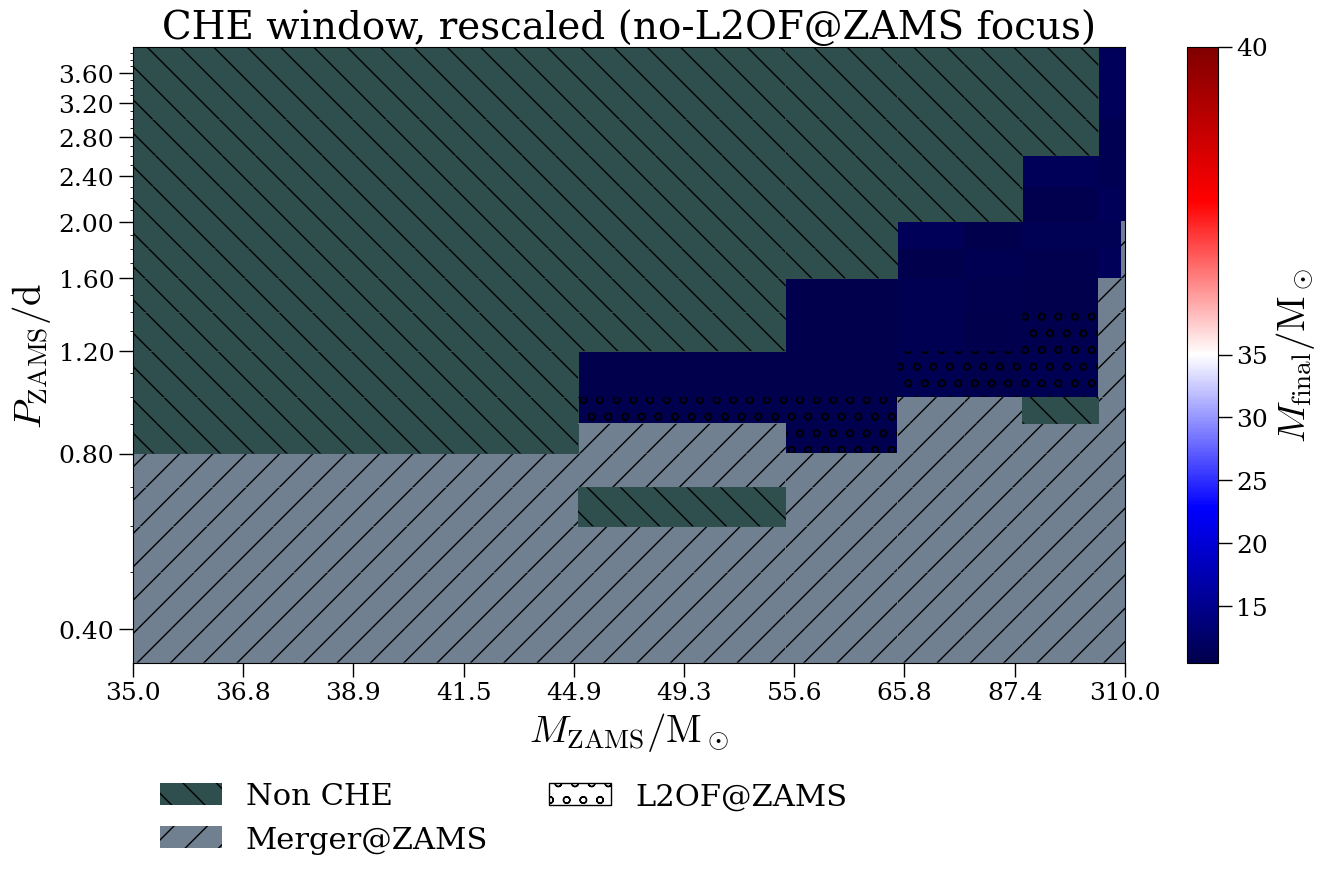 CHE window, rescaled (no-L2OF@ZAMS focus)
3.60
3.20
2.80
2.40
2.00
1.60
1.20
0.80
0.40
P_ZAMS/d
35.0 36.8 38.9 41.5 44.9 49.3 55.6 65.8 87.4 310.0
M_ZAMS/M_⊙
40
35
30
25
20
15
M_final/M_⊙
Non CHE
Merger@ZAMS
L2OF@ZAMS